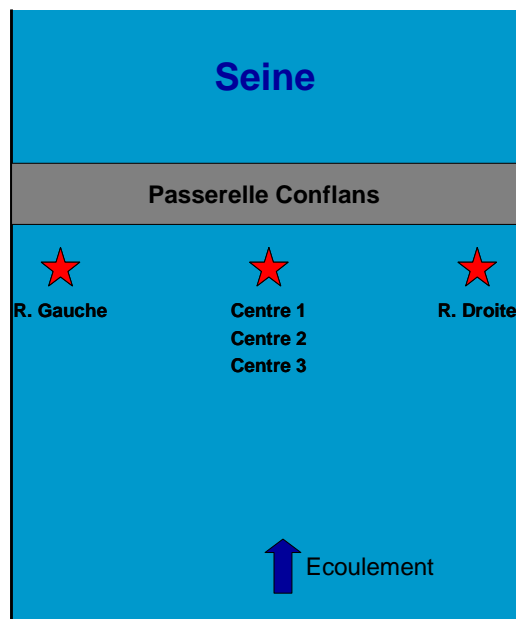 Seine
Passerelle Conflans
R. Gauche
Centre 1
R. Droite
Centre 2
Centre 3
Ecoulement